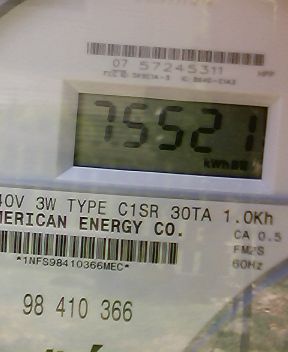 07 57245311
HPP
75521
kWh
40V 3W TYPE C1SR 30TA 1.0Kh
MERICAN ENERGY CO.
CA 0.5
FM2S
60Hz
*1NFS98410366MEC*
98 410 366